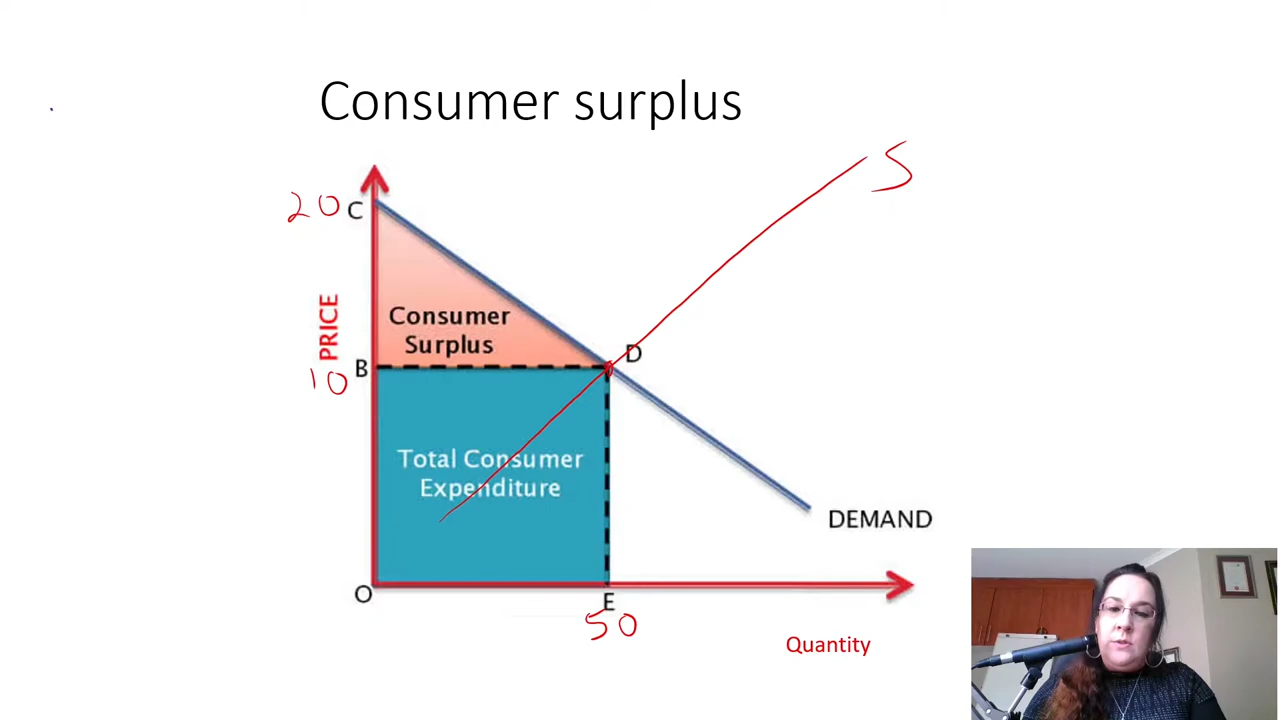 Consumer surplus
S
20
C
PRICE
Consumer
Surplus
D
B
10
Total Consumer
Expenditure
DEMAND
O
E
50
Quantity